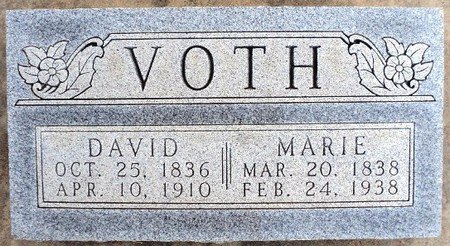 VOTH
DAVID
OCT. 25, 1836
APR. 10, 1910
MARIE
MAR. 20, 1838
FEB. 24, 1938